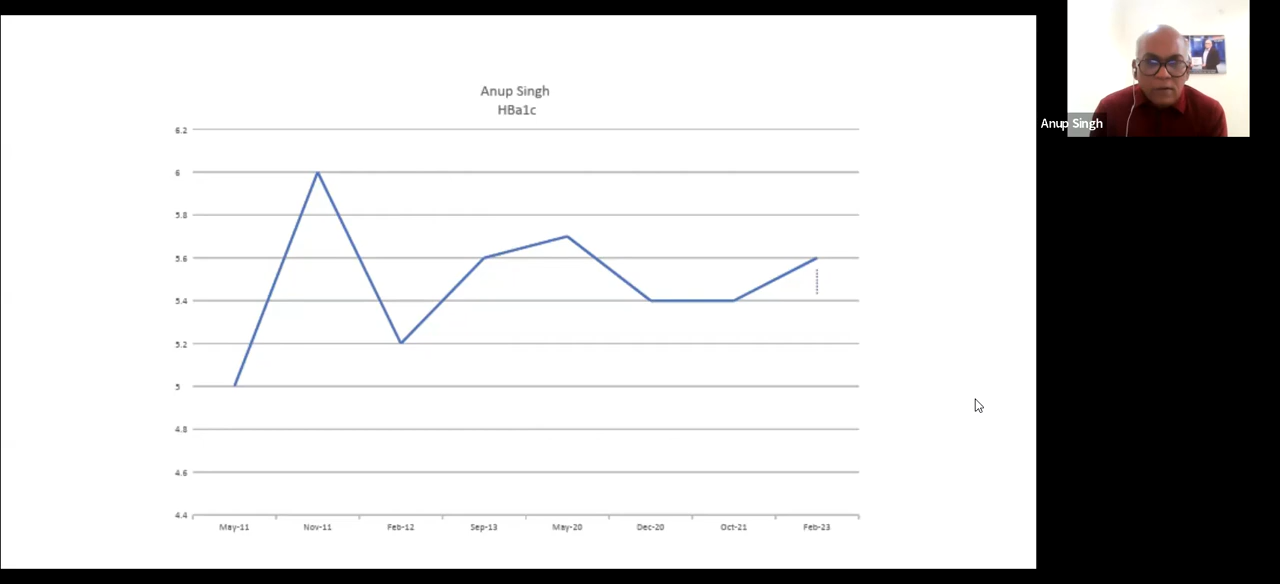 Anup Singh
HBa1c
6.2
6
5.8
5.6
5.4
5.2
5
4.8
4.6
4.4
May-11 Nov-11 Feb-12 Sep-13 May-20 Dec-20 Oct-21 Feb-23
Anup Singh